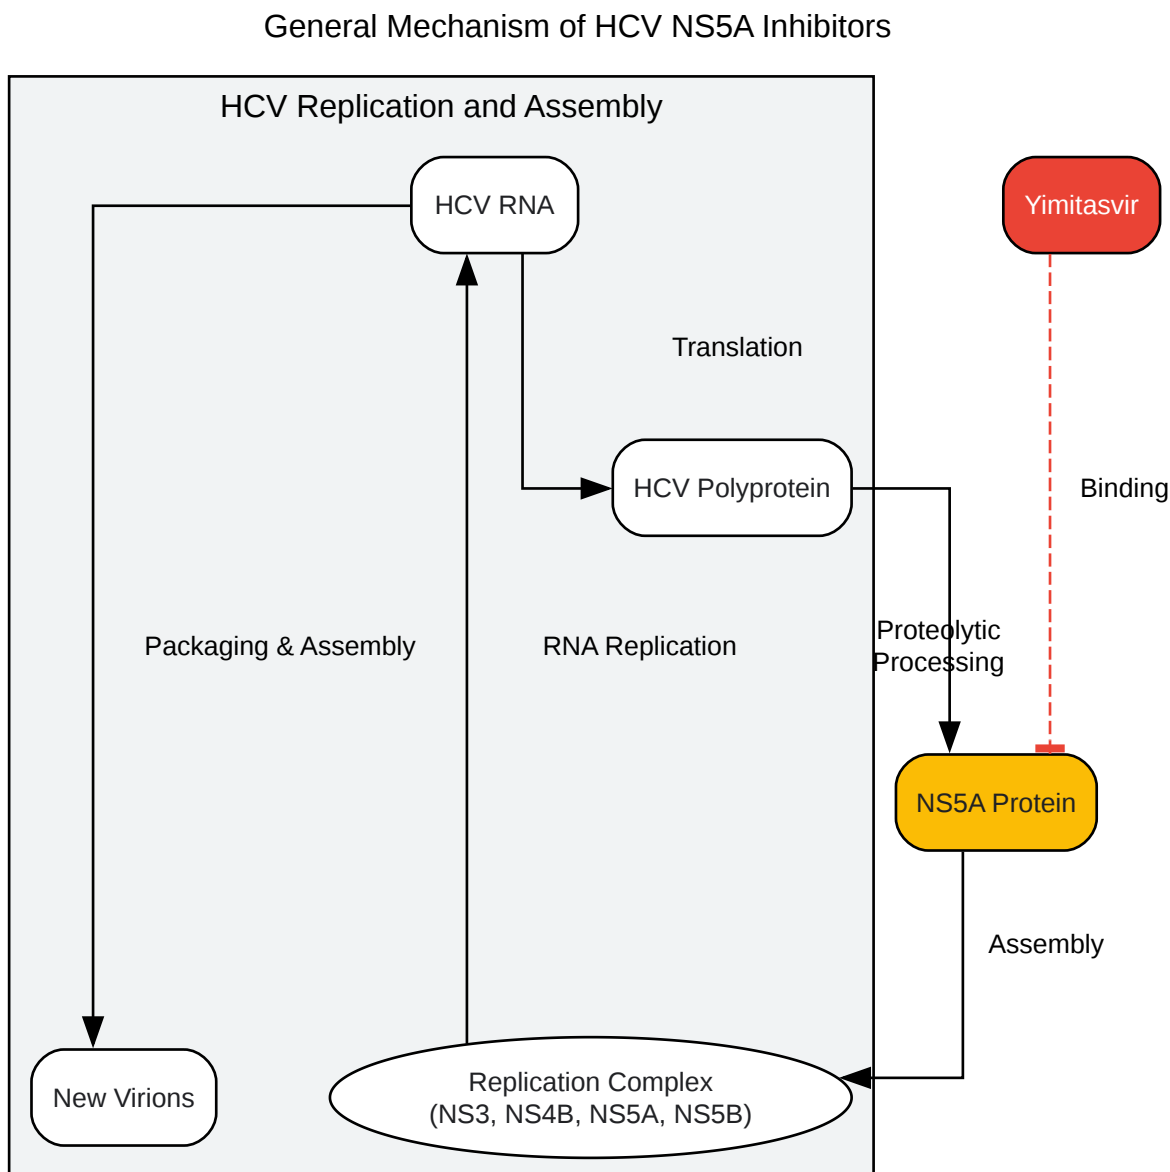 General Mechanism of HCV NS5A Inhibitors
HCV Replication and Assembly
HCV RNA
Yimitasvir
Translation
HCV Polyprotein
Binding
Packaging & Assembly
RNA Replication
Proteolytic
Processing
NS5A Protein
Assembly
New Virions
Replication Complex
(NS3, NS4B, NS5A, NS5B)